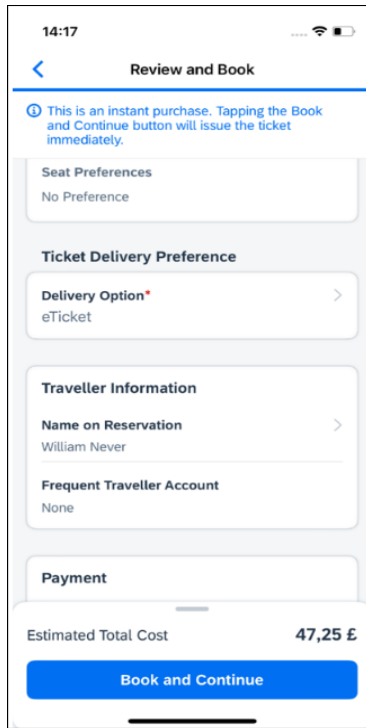 14:17
Review and Book
This is an instant purchase. Tapping the Book
and Continue button will issue the ticket
immediately.
Seat Preferences
No Preference
Ticket Delivery Preference
Delivery Option*
eTicket
Traveller Information
Name on Reservation
William Never
Frequent Traveller Account
None
Payment
Estimated Total Cost 47,25 £
Book and Continue